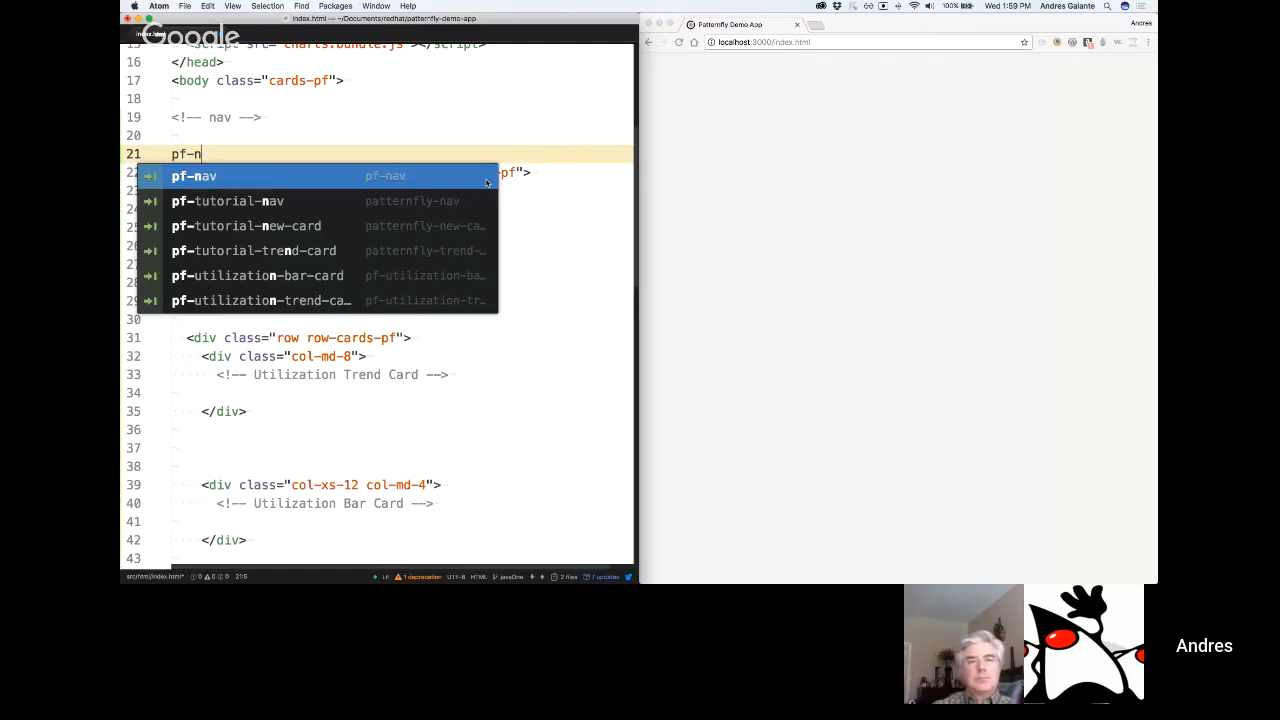 Atom File Edit View Selection Find Packages Window Help
100% Wed 1:59 PM Andres Galante
index.html — ~/Documents/redhat/patternfly-demo-app
Patternfly Demo App
Andres
index.html
Google
localhost:3000/index.html
15 <script src="charts.bundle.js"></script>
16 </head>
17 <body class="cards-pf">
18
19 <!-- nav -->
20
21 pf-n
22 pf">
pf-nav pf-nav
pf-tutorial-nav patternfly-nav
pf-tutorial-new-card patternfly-new-ca…
pf-tutorial-trend-card patternfly-trend-…
pf-utilization-bar-card pf-utilization-ba…
pf-utilization-trend-ca… pf-utilization-tr…
30
31 <div class="row row-cards-pf">
32 <div class="col-md-8">
33 <!-- Utilization Trend Card -->
34
35 </div>
36
37
38
39 <div class="col-xs-12 col-md-4">
40 <!-- Utilization Bar Card -->
41
42 </div>
43
src/html/index.html* 0 0 0 21:5
LF 1 deprecation UTF-8 HTML javaOne 2 files 7 updates
Andres